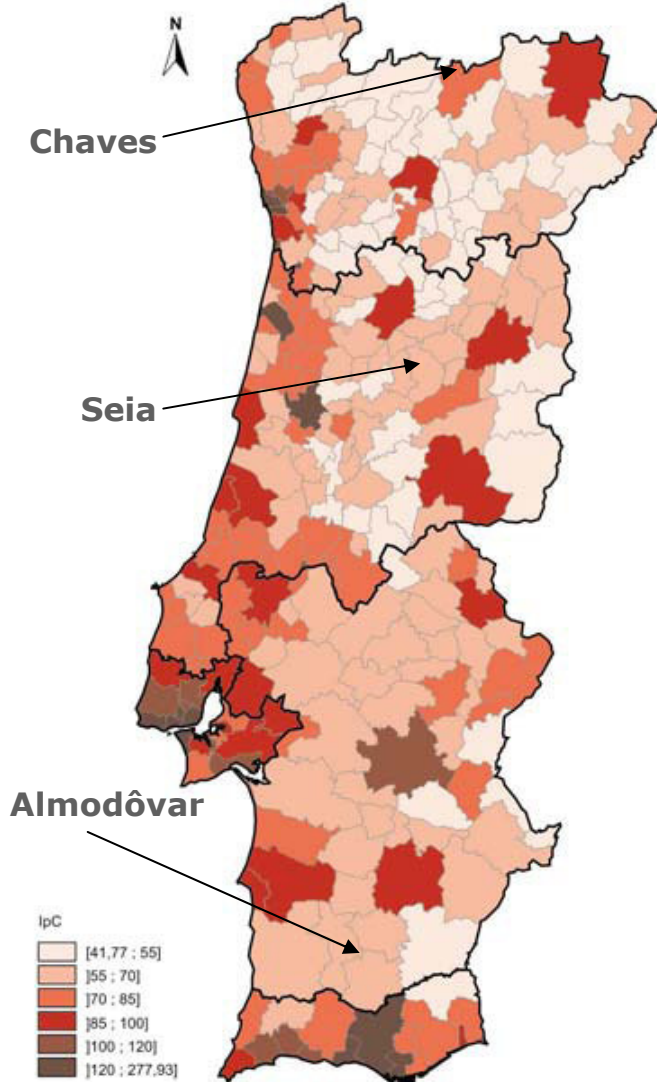 N
Chaves
Seia
Almodôvar
IpC
[41,77 ; 55]
]55 ; 70]
]70 ; 85]
]85 ; 100]
]100 ; 120]
]120 ; 277,93]